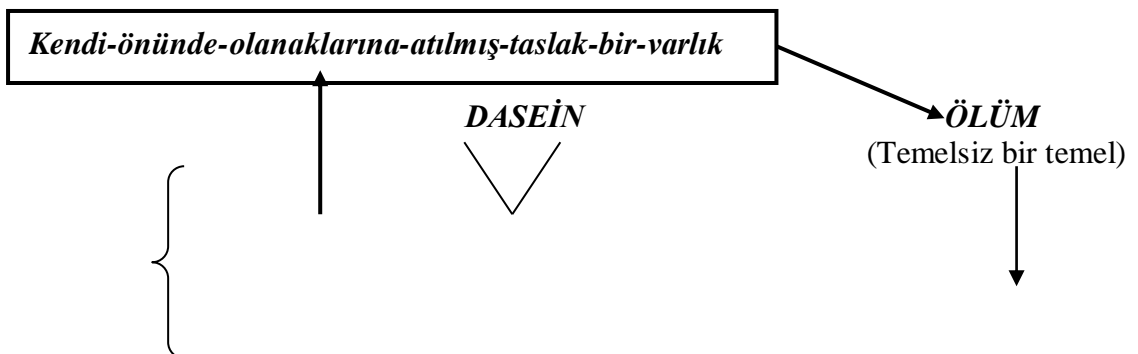 Kendi-önünde-olanaklarına-atılmış-taslak-bir-varlık
DASEİN
ÖLÜM
(Temelsiz bir temel)